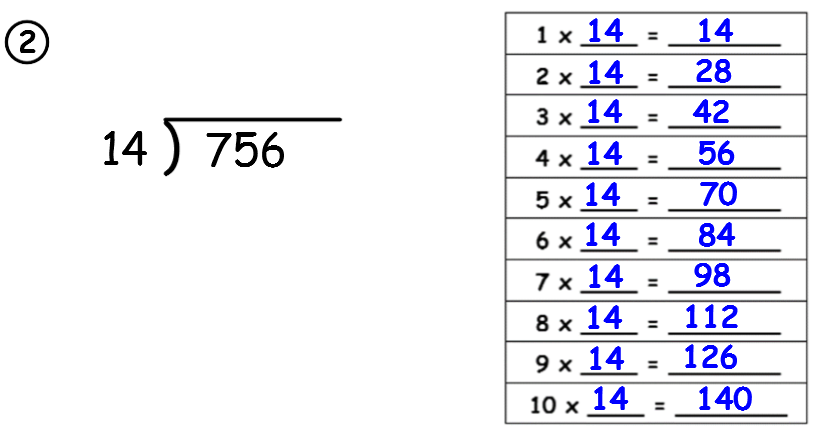 2
14 ) 756
1 x 14 = 14
2 x 14 = 28
3 x 14 = 42
4 x 14 = 56
5 x 14 = 70
6 x 14 = 84
7 x 14 = 98
8 x 14 = 112
9 x 14 = 126
10 x 14 = 140